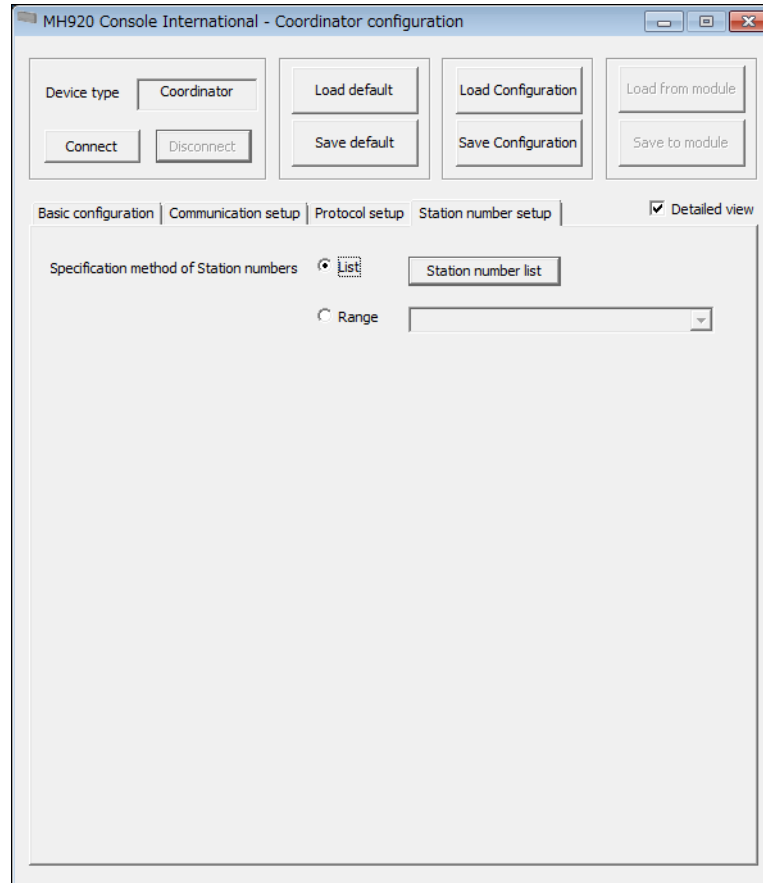 MH920 Console International - Coordinator configuration
Device type Coordinator
Connect Disconnect
Load default
Save default
Load Configuration
Save Configuration
Load from module
Save to module
Basic configuration Communication setup Protocol setup Station number setup Detailed view
Specification method of Station numbers List Station number list
Range